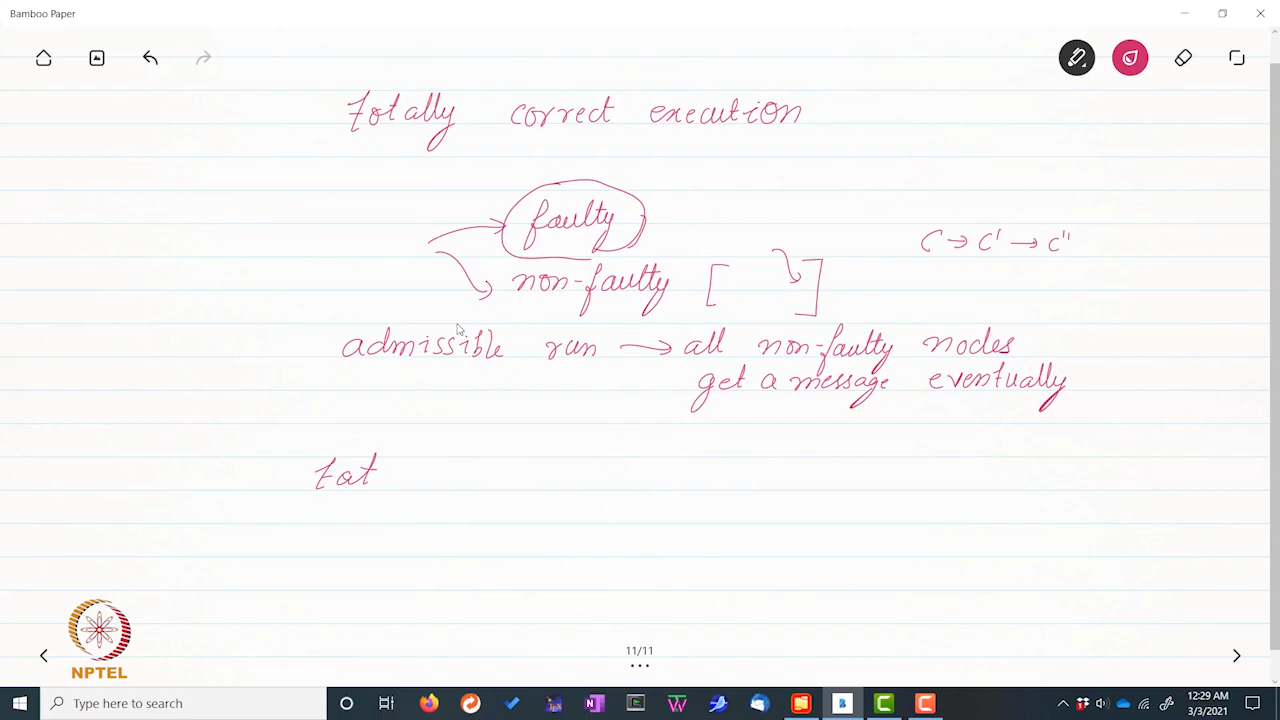 Bamboo Paper
Totally correct execution
faulty
C → C' → C''
non-faulty [ ]
admissible run → all non-faulty nodes
get a message eventually
Tot
NPTEL
11/11
Type here to search
12:29 AM
3/3/2021